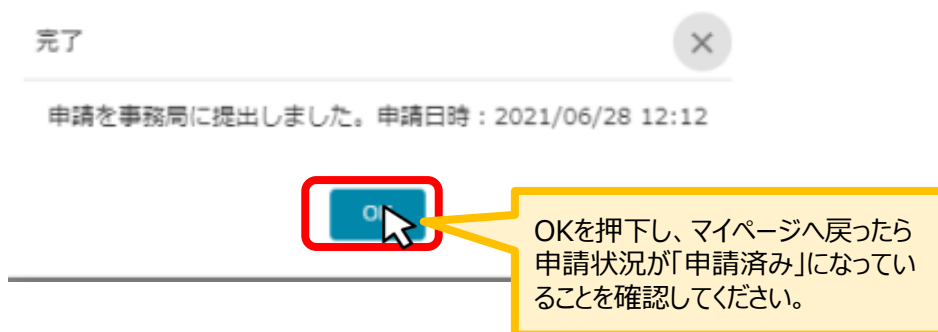 完了
申請を事務局に提出しました。申請日時：2021/06/28 12:12
OKを押下し、マイページへ戻ったら
申請状況が「申請済み」になってい
ることを確認してください。